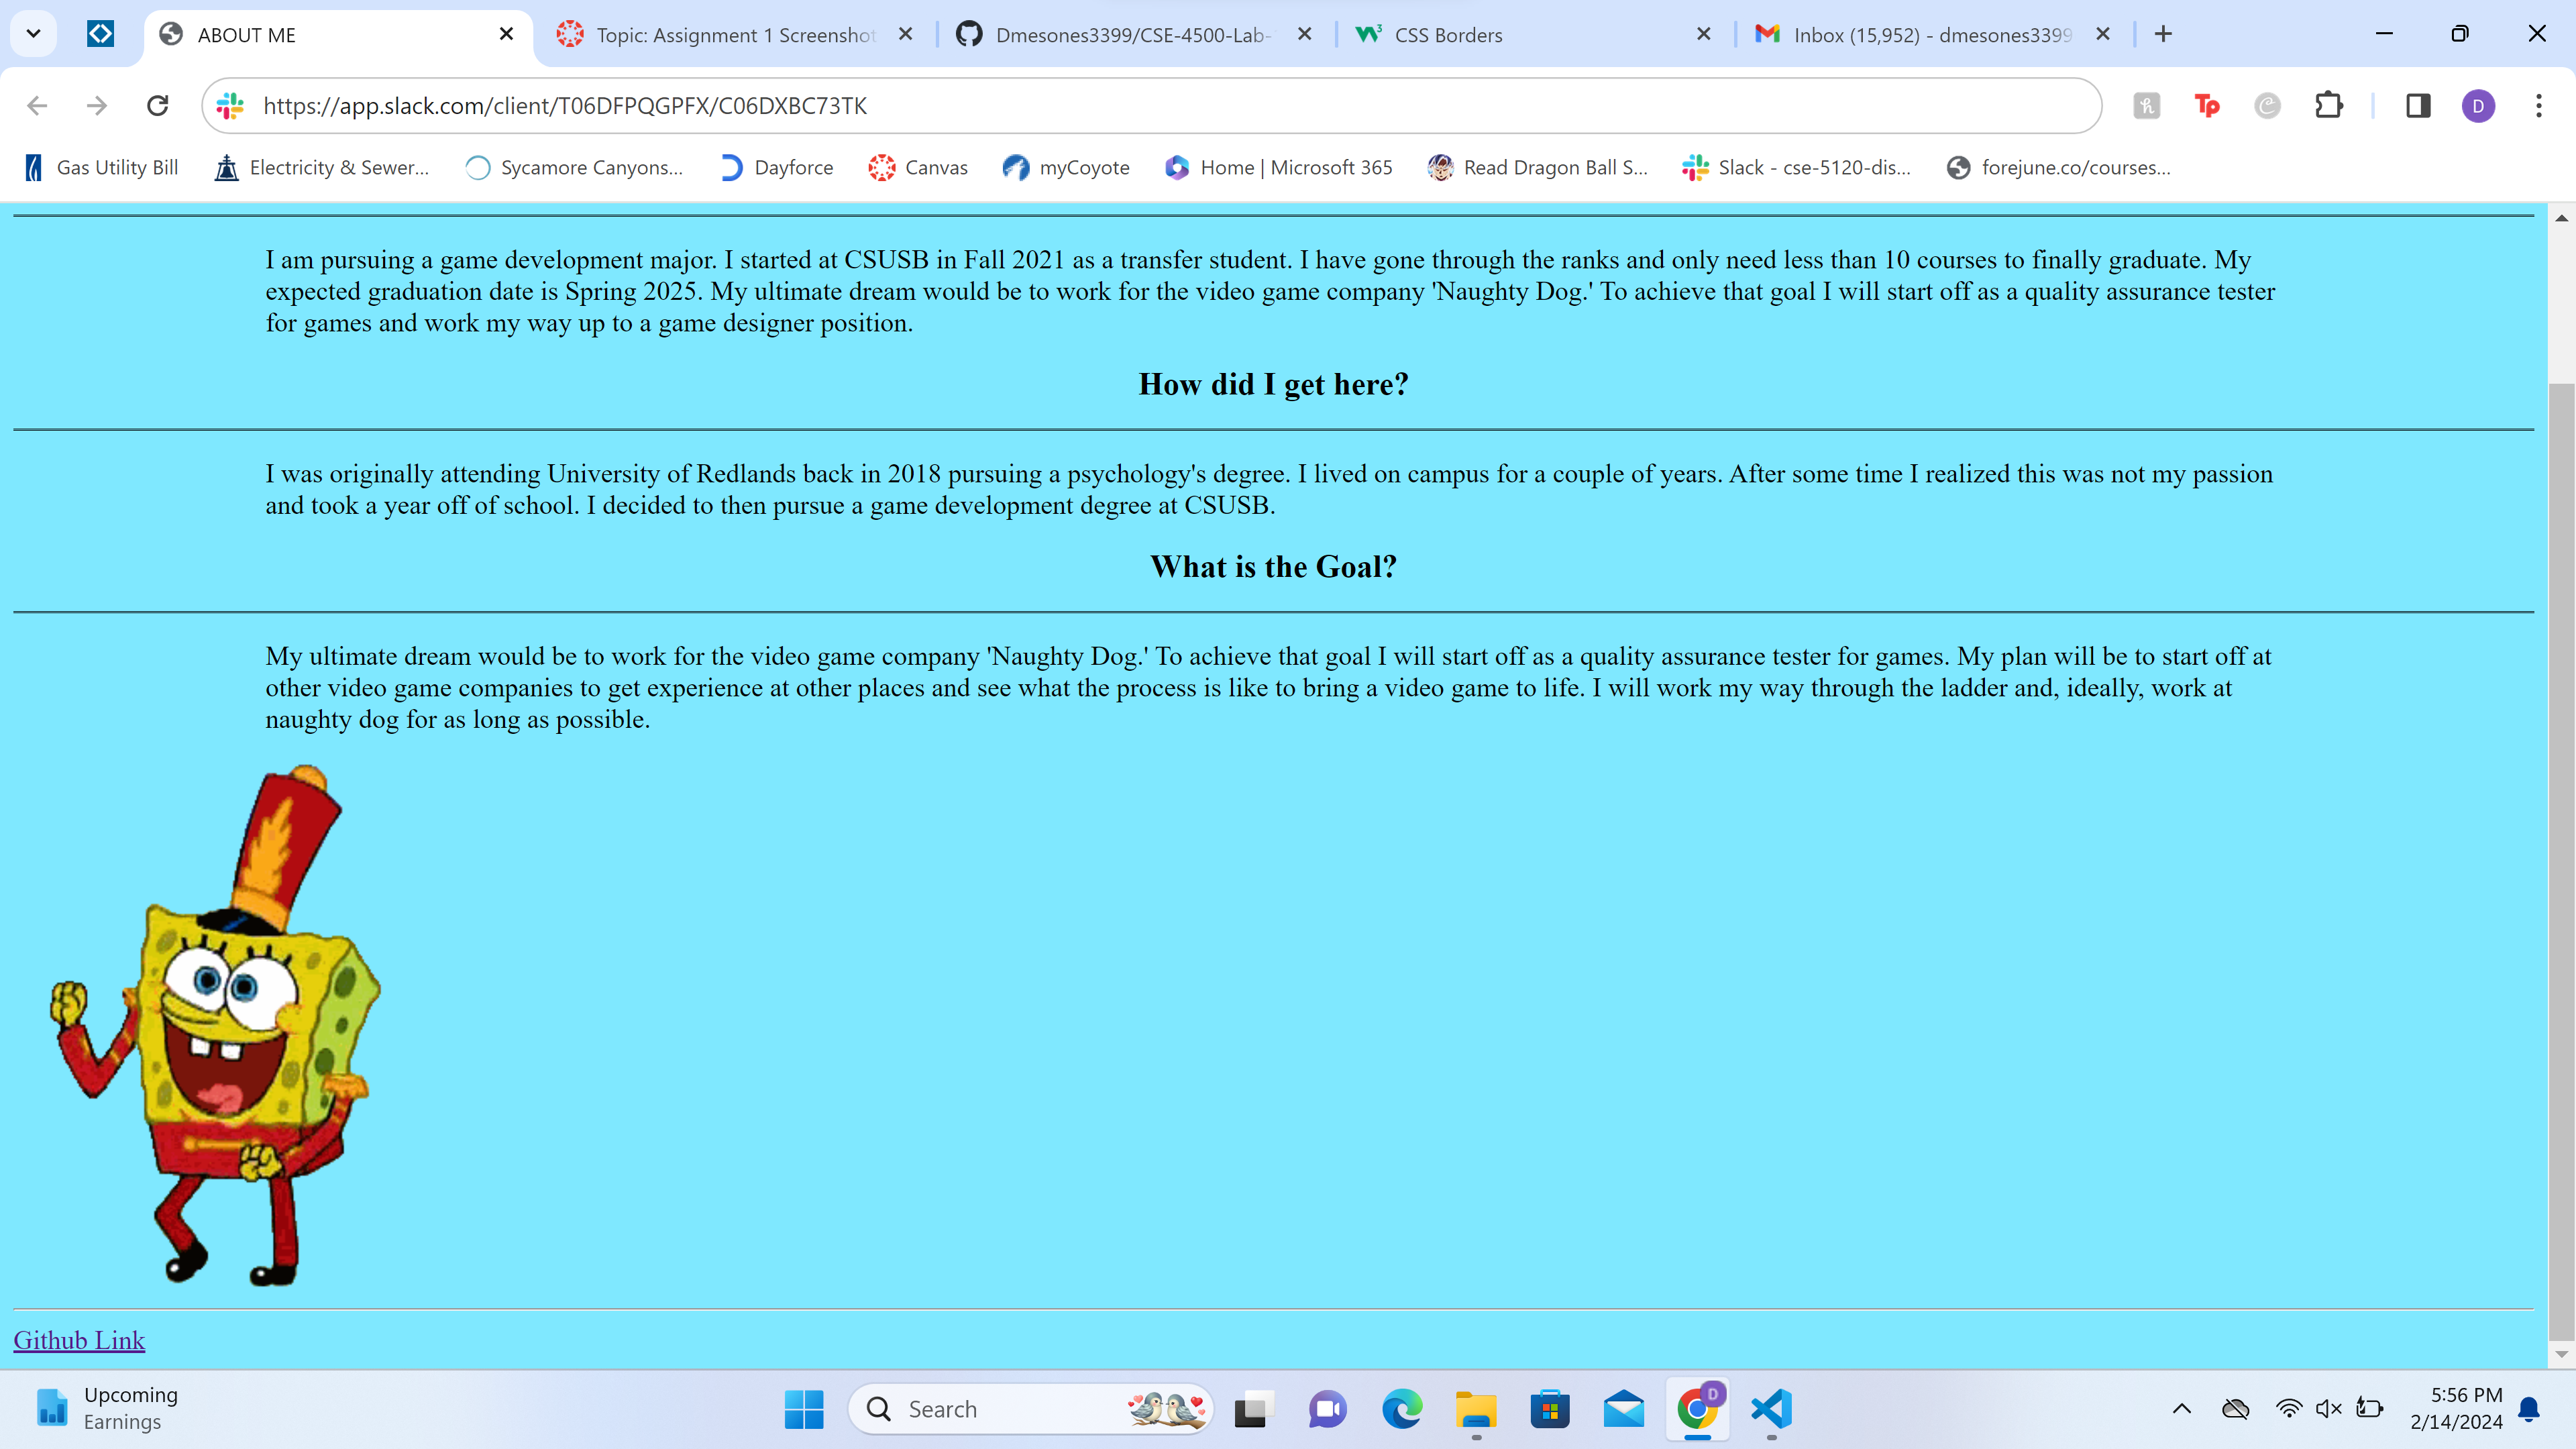 ABOUT ME
Topic: Assignment 1 Screenshot
Dmesones3399/CSE-4500-Lab-
CSS Borders
Inbox (15,952) - dmesones3399
https://app.slack.com/client/T06DFPQGPFX/C06DXBC73TK
D
Gas Utility Bill
Electricity & Sewer...
Sycamore Canyons...
Dayforce
Canvas
myCoyote
Home | Microsoft 365
Read Dragon Ball S...
Slack - cse-5120-dis...
forejune.co/courses...
I am pursuing a game development major. I started at CSUSB in Fall 2021 as a transfer student. I have gone through the ranks and only need less than 10 courses to finally graduate. My
expected graduation date is Spring 2025. My ultimate dream would be to work for the video game company 'Naughty Dog.' To achieve that goal I will start off as a quality assurance tester
for games and work my way up to a game designer position.
How did I get here?
I was originally attending University of Redlands back in 2018 pursuing a psychology's degree. I lived on campus for a couple of years. After some time I realized this was not my passion
and took a year off of school. I decided to then pursue a game development degree at CSUSB.
What is the Goal?
My ultimate dream would be to work for the video game company 'Naughty Dog.' To achieve that goal I will start off as a quality assurance tester for games. My plan will be to start off at
other video game companies to get experience at other places and see what the process is like to bring a video game to life. I will work my way through the ladder and, ideally, work at
naughty dog for as long as possible.
Github Link
Upcoming
Earnings
Search
D
5:56 PM
2/14/2024